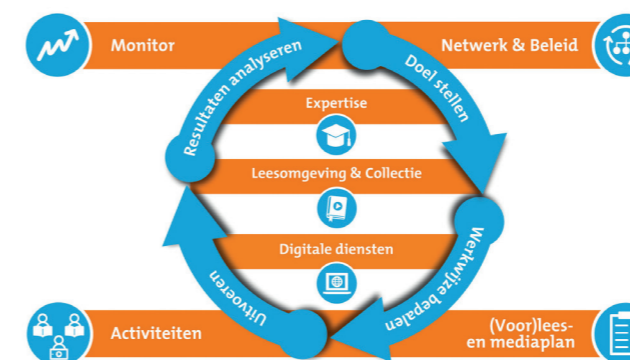 Monitor
Netwerk & Beleid
Resultaten analyseren
Doel stellen
Expertise
Leesomgeving & Collectie
Digitale diensten
Werkwijze bepalen
Uitvoeren
Activiteiten
(Voor)lees-
en mediaplan